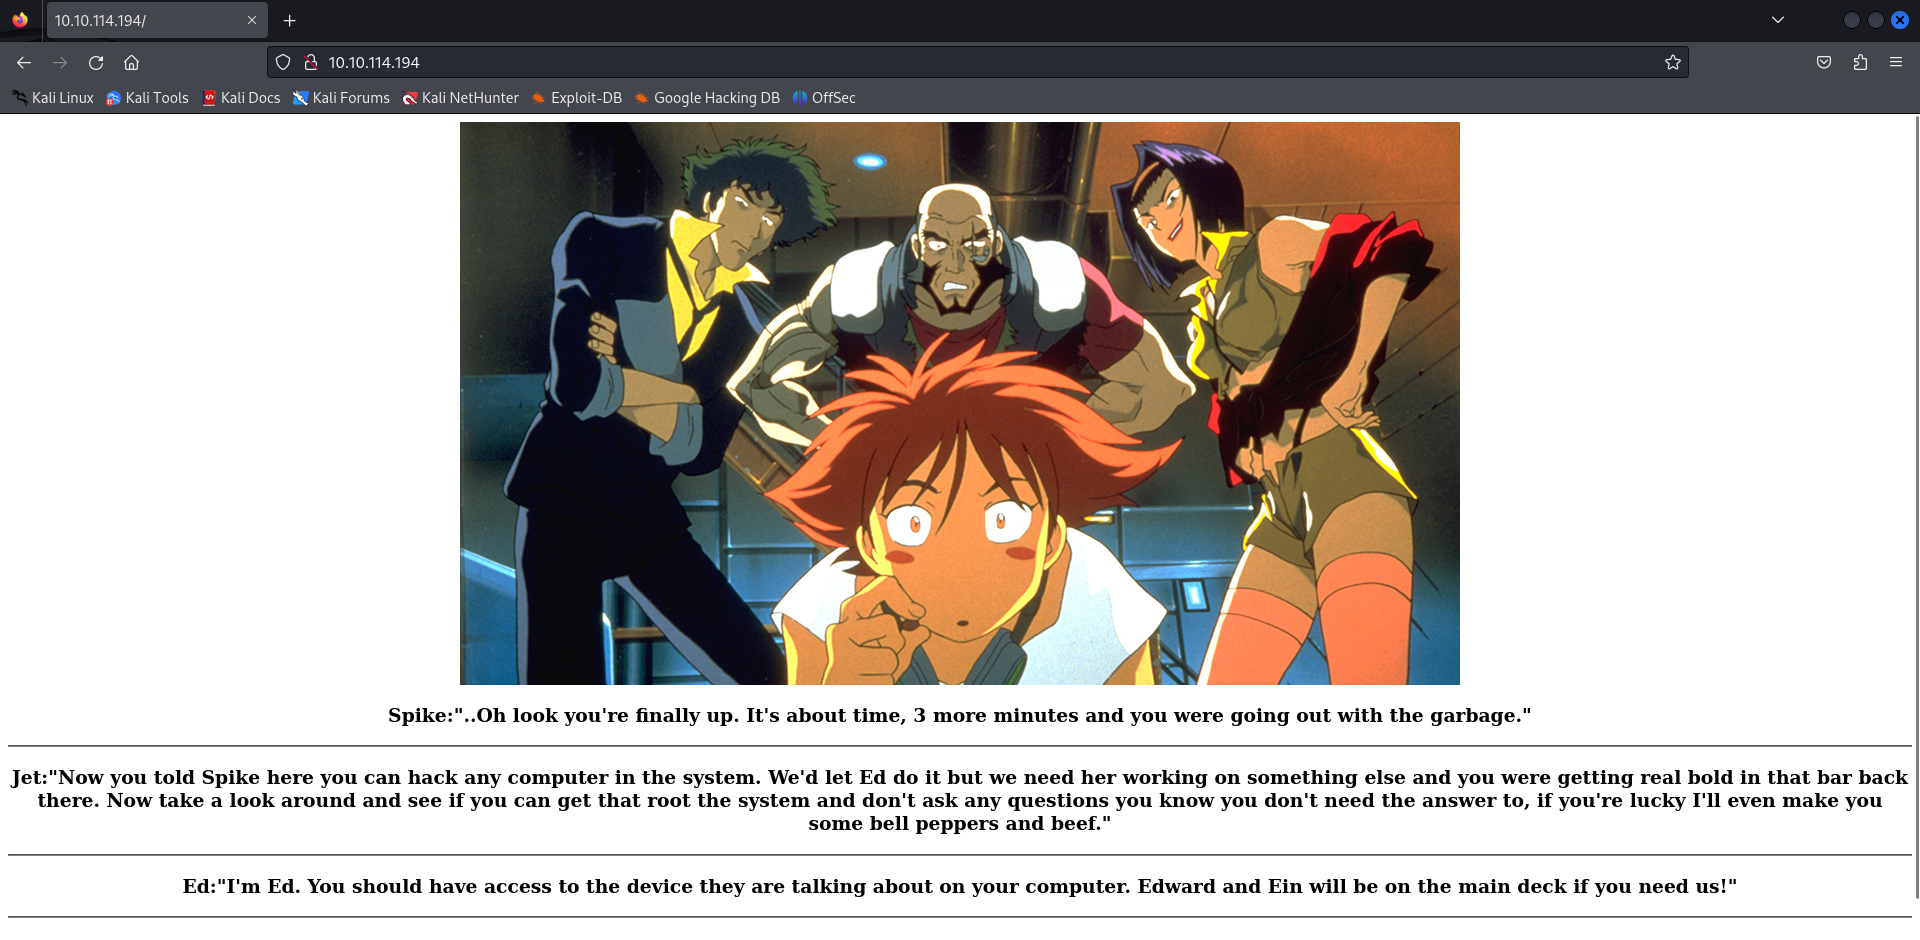 10.10.114.194/
10.10.114.194
Kali Linux Kali Tools Kali Docs Kali Forums Kali NetHunter Exploit-DB Google Hacking DB OffSec
Spike:"..Oh look you're finally up. It's about time, 3 more minutes and you were going out with the garbage."
Jet:"Now you told Spike here you can hack any computer in the system. We'd let Ed do it but we need her working on something else and you were getting real bold in that bar back
there. Now take a look around and see if you can get that root the system and don't ask any questions you know you don't need the answer to, if you're lucky I'll even make you
some bell peppers and beef."
Ed:"I'm Ed. You should have access to the device they are talking about on your computer. Edward and Ein will be on the main deck if you need us!"